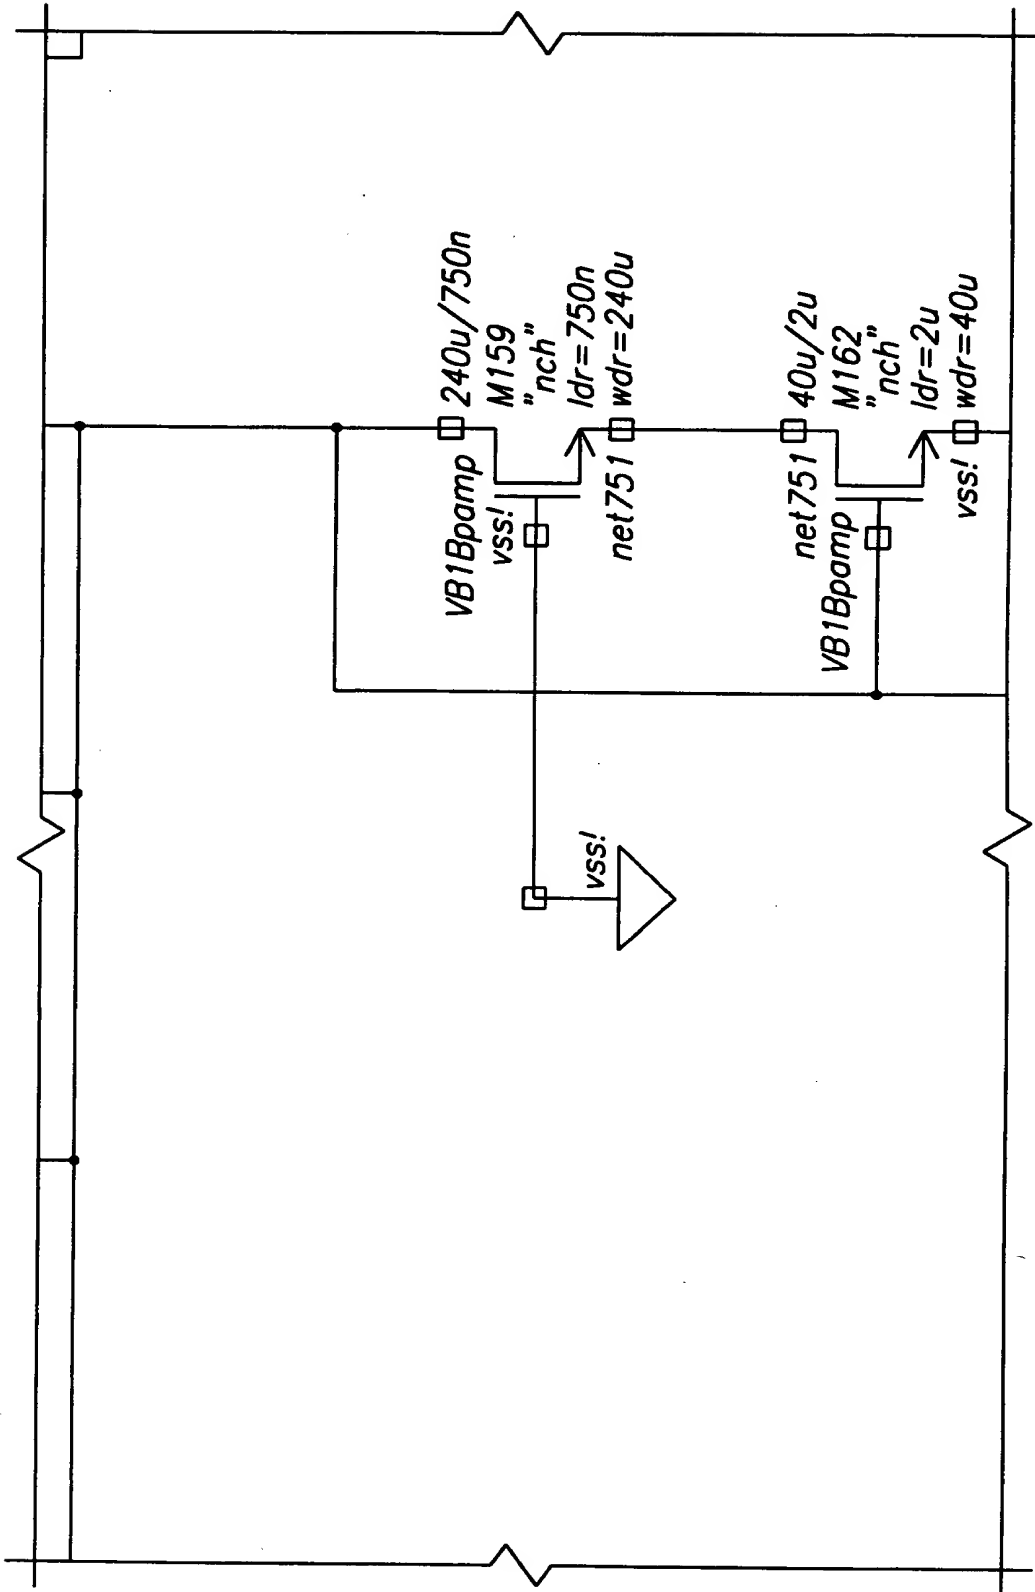 240u/750n
M159
"nch"
ldr=750n
wdr=240u
VB1Bpamp
vss!
net751
40u/2u
M162
"nch"
ldr=2u
wdr=40u
net751
VB1Bpamp
vss!
vss!